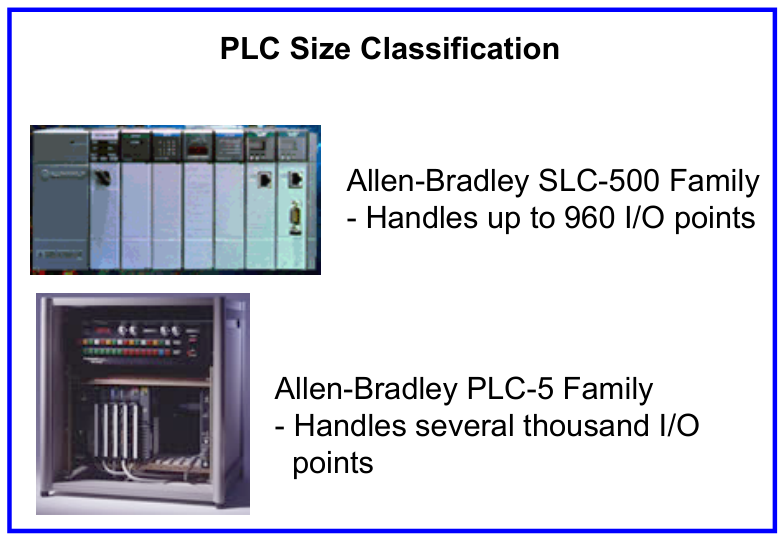 PLC Size Classification
Allen-Bradley SLC-500 Family
- Handles up to 960 I/O points
Allen-Bradley PLC-5 Family
- Handles several thousand I/O
points